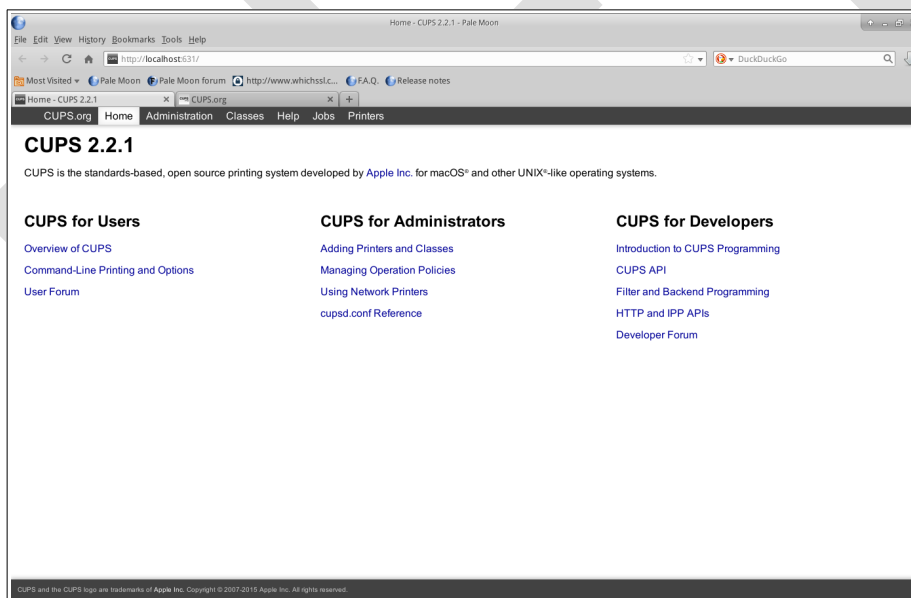 Home - CUPS 2.2.1 - Pale Moon
File Edit View History Bookmarks Tools Help
http://localhost:631/
DuckDuckGo
Most Visited Pale Moon Pale Moon forum http://www.whichssl.c... F.A.Q. Release notes
Home - CUPS 2.2.1 CUPS.org
CUPS.org Home Administration Classes Help Jobs Printers
CUPS 2.2.1
CUPS is the standards-based, open source printing system developed by Apple Inc. for macOS® and other UNIX®-like operating systems.
CUPS for Users
Overview of CUPS
Command-Line Printing and Options
User Forum
CUPS for Administrators
Adding Printers and Classes
Managing Operation Policies
Using Network Printers
cupsd.conf Reference
CUPS for Developers
Introduction to CUPS Programming
CUPS API
Filter and Backend Programming
HTTP and IPP APIs
Developer Forum
CUPS and the CUPS logo are trademarks of Apple Inc. Copyright © 2007-2015 Apple Inc. All rights reserved.